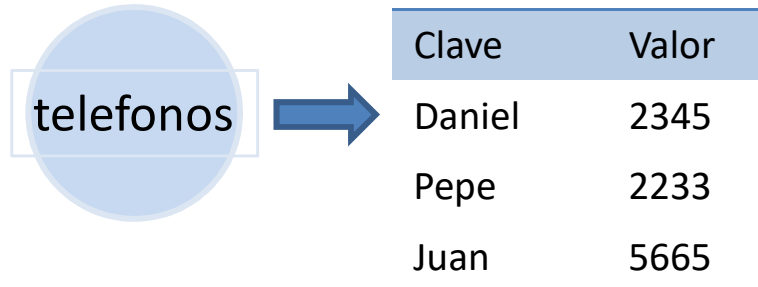 telefonos
Clave Valor
Daniel 2345
Pepe 2233
Juan 5665